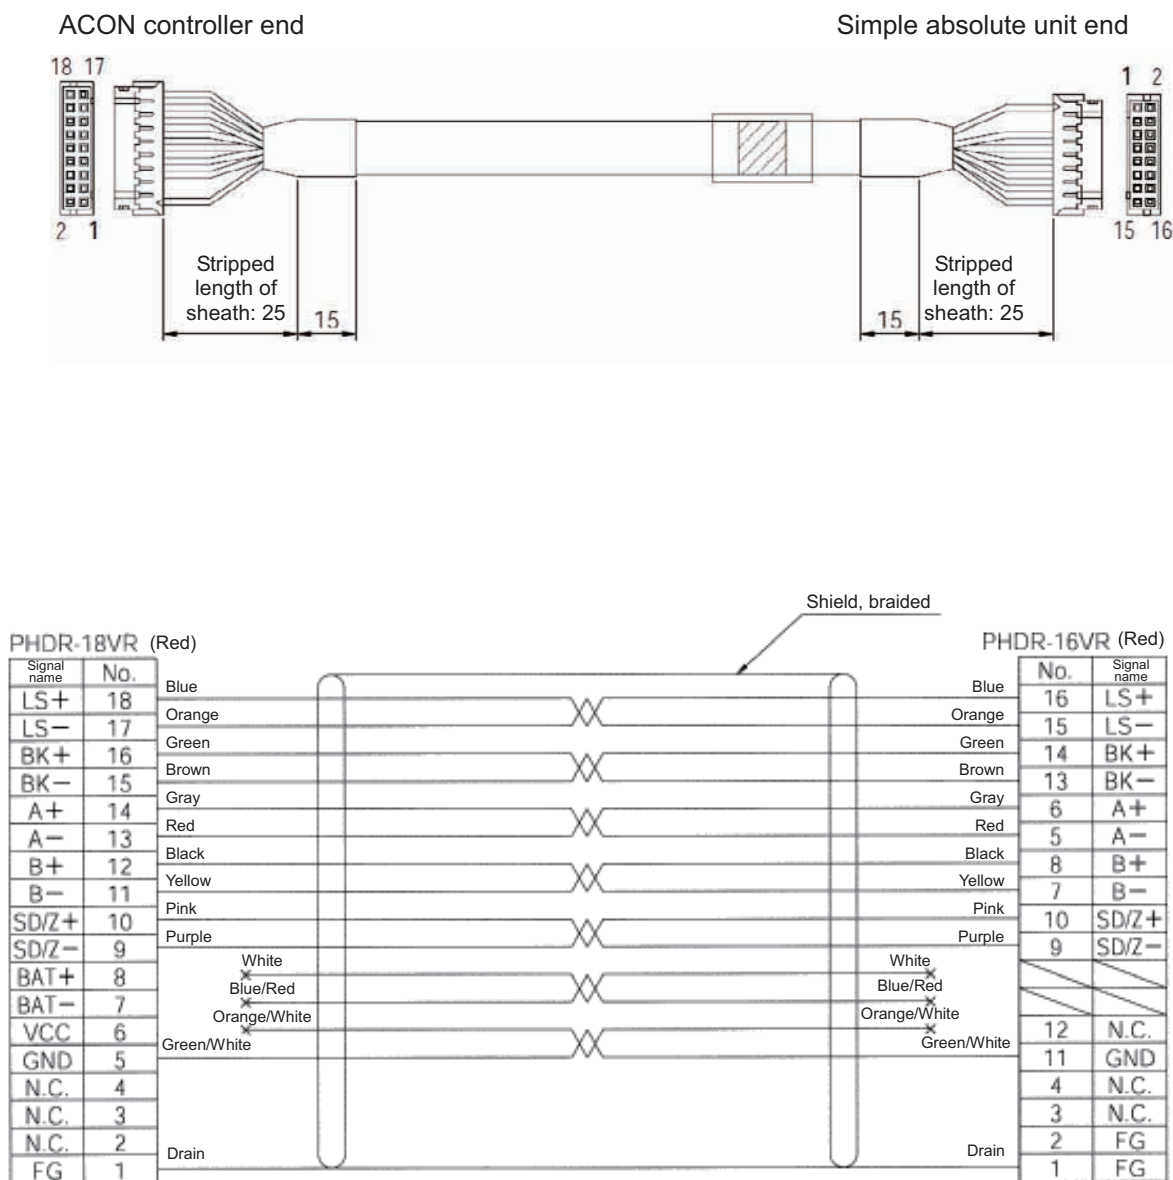 ACON controller end
Simple absolute unit end
18 17
1 2
2 1
15 16
Stripped
length of
sheath: 25
15
15
Stripped
length of
sheath: 25
Shield, braided
PHDR-18VR (Red)
PHDR-16VR (Red)
Signal name No. No. Signal name
LS+ 18 Blue Blue 16 LS+
LS− 17 Orange Orange 15 LS−
BK+ 16 Green Green 14 BK+
BK− 15 Brown Brown 13 BK−
A+ 14 Gray Gray 6 A+
A− 13 Red Red 5 A−
B+ 12 Black Black 8 B+
B− 11 Yellow Yellow 7 B−
SD/Z+ 10 Pink Pink 10 SD/Z+
SD/Z− 9 Purple Purple 9 SD/Z−
BAT+ 8 White White
BAT− 7 Blue/Red Blue/Red
VCC 6 Orange/White Orange/White 12 N.C.
GND 5 Green/White Green/White 11 GND
N.C. 4 4 N.C.
N.C. 3 3 N.C.
N.C. 2 2 FG
FG 1 Drain Drain 1 FG